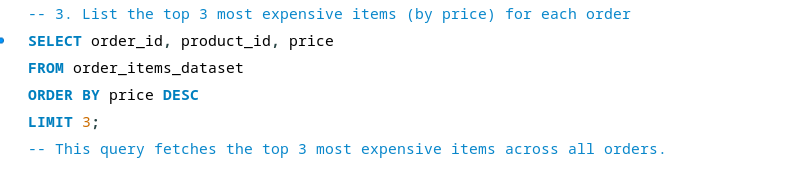 -- 3. List the top 3 most expensive items (by price) for each order
SELECT order_id, product_id, price
FROM order_items_dataset
ORDER BY price DESC
LIMIT 3;
-- This query fetches the top 3 most expensive items across all orders.